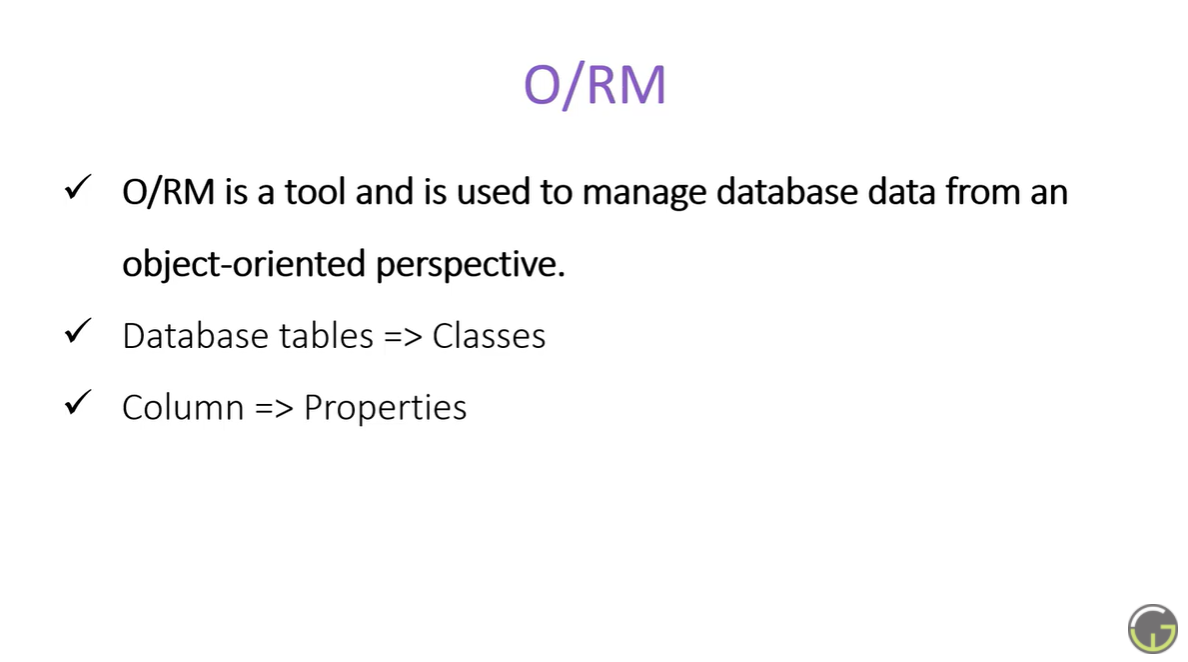 O/RM
✓ O/RM is a tool and is used to manage database data from an
object-oriented perspective.
✓ Database tables => Classes
✓ Column => Properties